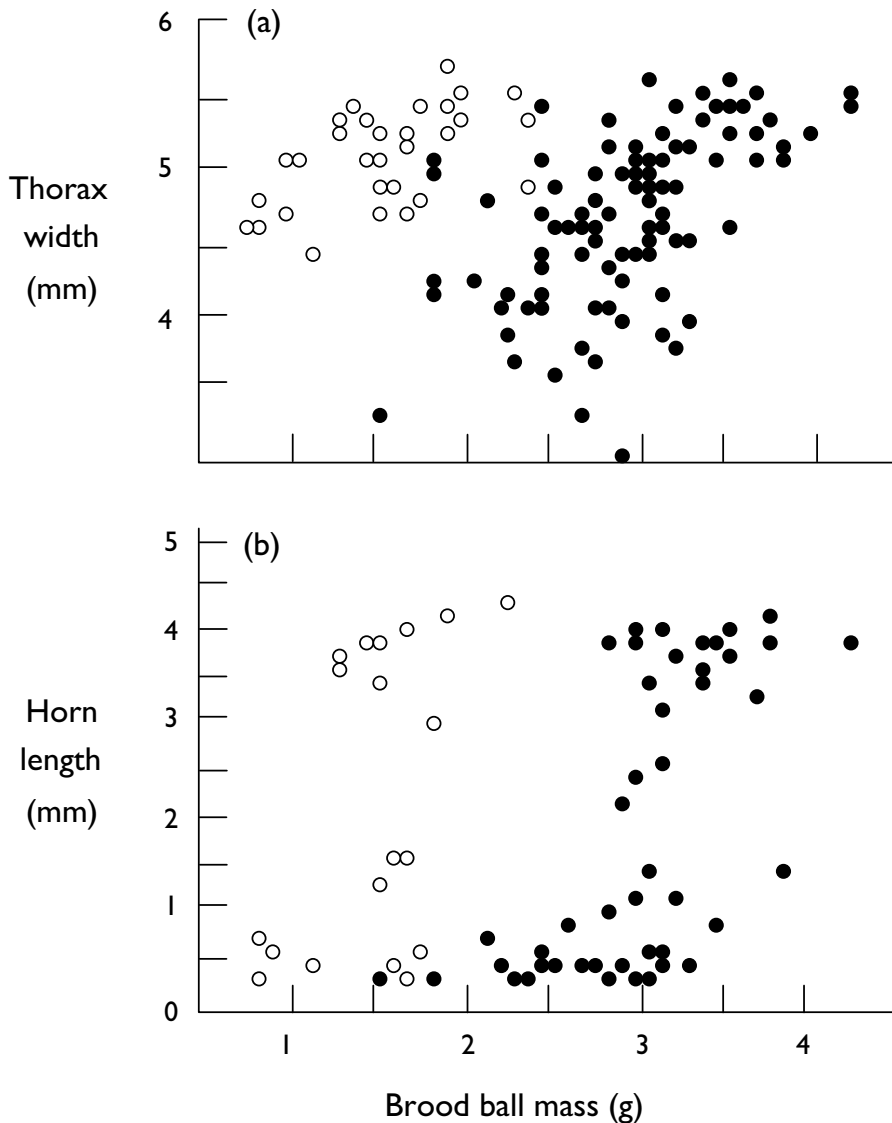 (a)
6
5
4
Thorax
width
(mm)
(b)
5
4
3
2
1
0
Horn
length
(mm)
1 2 3 4
Brood ball mass (g)